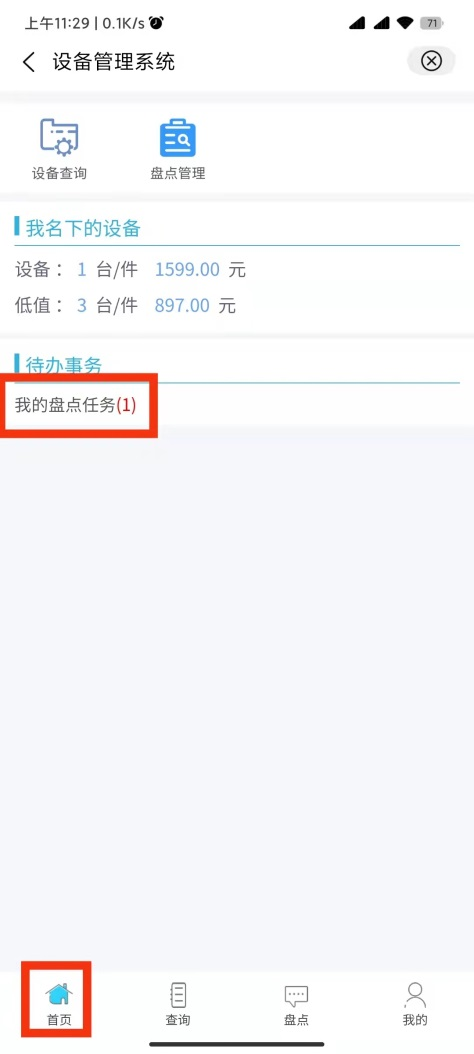 上午11:29 | 0.1K/s
71
设备管理系统
设备查询
盘点管理
我名下的设备
设备： 1 台/件 1599.00 元
低值： 3 台/件 897.00 元
待办事务
我的盘点任务(1)
首页
查询
盘点
我的